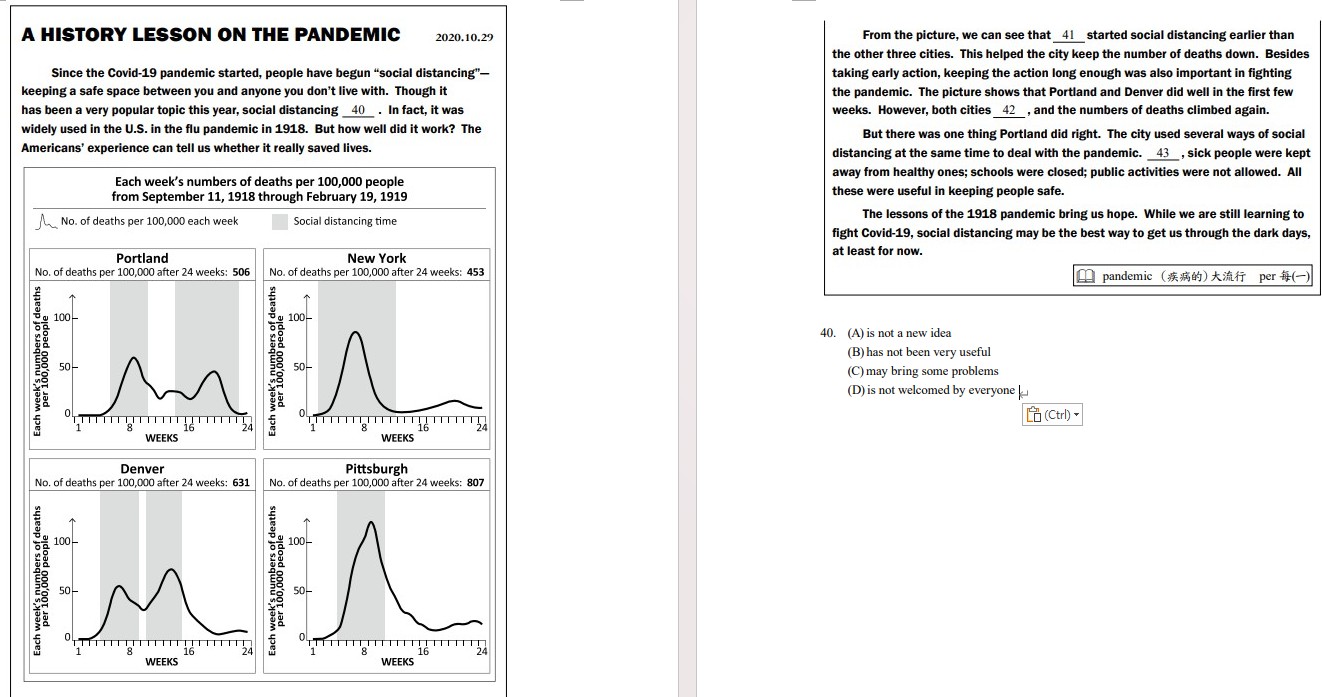 A HISTORY LESSON ON THE PANDEMIC 2020.10.29
Since the Covid-19 pandemic started, people have begun “social distancing”—
keeping a safe space between you and anyone you don’t live with. Though it
has been a very popular topic this year, social distancing 40 . In fact, it was
widely used in the U.S. in the flu pandemic in 1918. But how well did it work? The
Americans’ experience can tell us whether it really saved lives.
Each week’s numbers of deaths per 100,000 people
from September 11, 1918 through February 19, 1919
No. of deaths per 100,000 each week Social distancing time
Portland
No. of deaths per 100,000 after 24 weeks: 506
Each week’s numbers of deaths
per 100,000 people
100
50
0
1 8 16 24
WEEKS
New York
No. of deaths per 100,000 after 24 weeks: 453
Each week’s numbers of deaths
per 100,000 people
100
50
0
1 8 16 24
WEEKS
Denver
No. of deaths per 100,000 after 24 weeks: 631
Each week’s numbers of deaths
per 100,000 people
100
50
0
1 8 16 24
WEEKS
Pittsburgh
No. of deaths per 100,000 after 24 weeks: 807
Each week’s numbers of deaths
per 100,000 people
100
50
0
1 8 16 24
WEEKS
From the picture, we can see that 41 started social distancing earlier than
the other three cities. This helped the city keep the number of deaths down. Besides
taking early action, keeping the action long enough was also important in fighting
the pandemic. The picture shows that Portland and Denver did well in the first few
weeks. However, both cities 42 , and the numbers of deaths climbed again.
But there was one thing Portland did right. The city used several ways of social
distancing at the same time to deal with the pandemic. 43 , sick people were kept
away from healthy ones; schools were closed; public activities were not allowed. All
these were useful in keeping people safe.
The lessons of the 1918 pandemic bring us hope. While we are still learning to
fight Covid-19, social distancing may be the best way to get us through the dark days,
at least for now.
pandemic（疾病的)大流行 per 每(一)
40. (A) is not a new idea
(B) has not been very useful
(C) may bring some problems
(D) is not welcomed by everyone
(Ctrl)